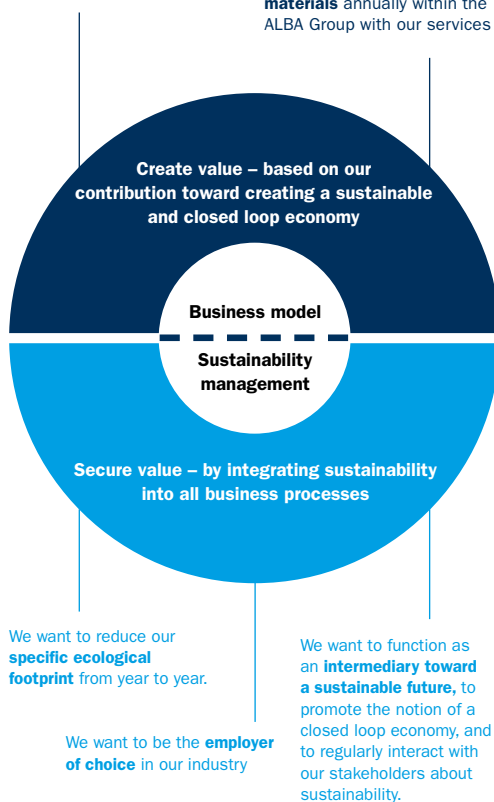 materials annually within the
ALBA Group with our services
Create value – based on our
contribution toward creating a sustainable
and closed loop economy
Business model
Sustainability
management
Secure value – by integrating sustainability
into all business processes
We want to reduce our
specific ecological
footprint from year to year.
We want to be the employer
of choice in our industry
We want to function as
an intermediary toward
a sustainable future, to
promote the notion of a
closed loop economy, and
to regularly interact with
our stakeholders about
sustainability.